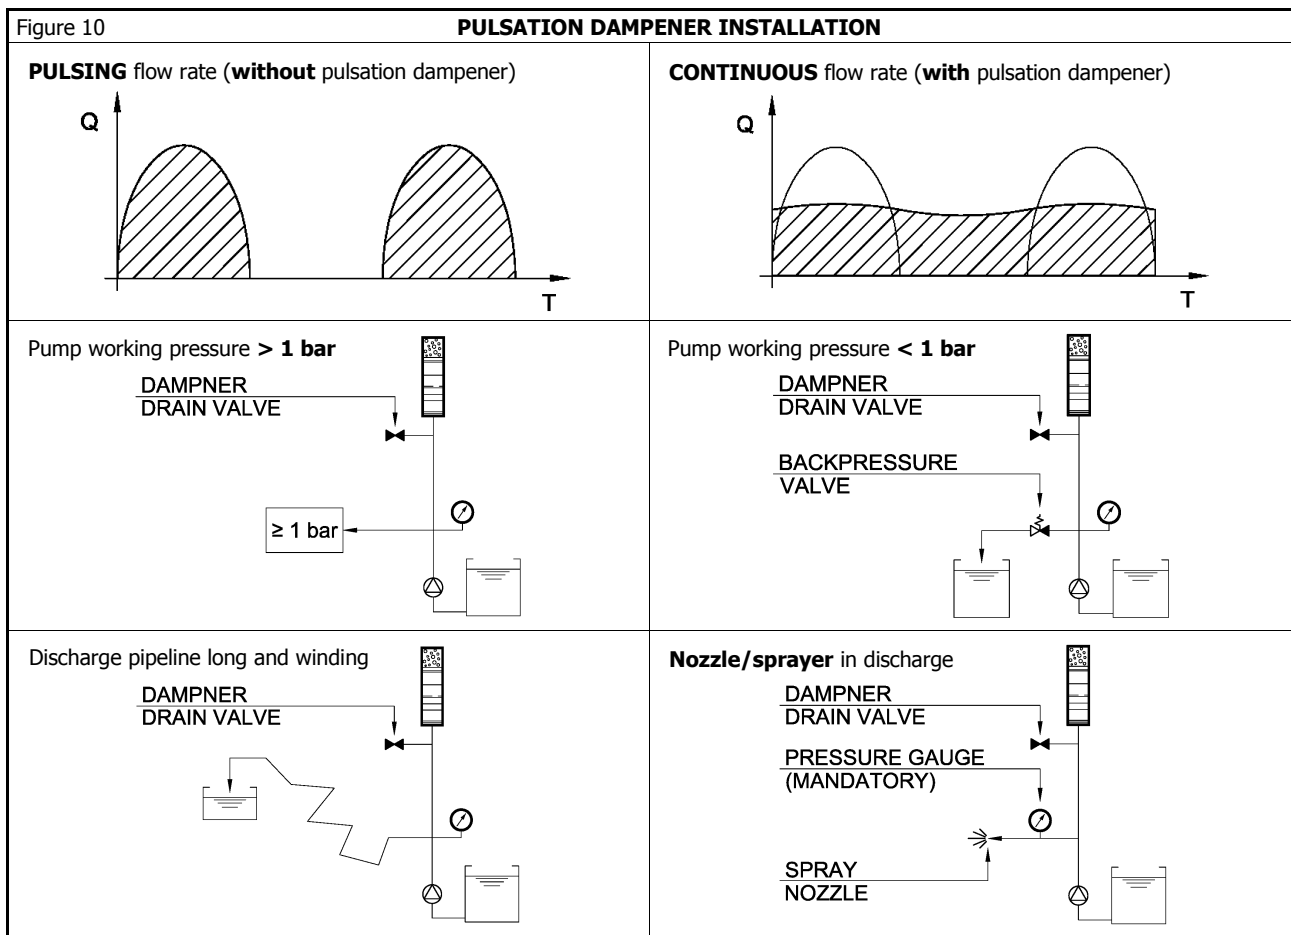 Figure 10
PULSATION DAMPENER INSTALLATION
PULSING flow rate (without pulsation dampener)
Q
T
CONTINUOUS flow rate (with pulsation dampener)
Q
T
Pump working pressure > 1 bar
DAMPNER
DRAIN VALVE
≥ 1 bar
Pump working pressure < 1 bar
DAMPNER
DRAIN VALVE
BACKPRESSURE
VALVE
Discharge pipeline long and winding
DAMPNER
DRAIN VALVE
Nozzle/sprayer in discharge
DAMPNER
DRAIN VALVE
PRESSURE GAUGE
(MANDATORY)
SPRAY
NOZZLE